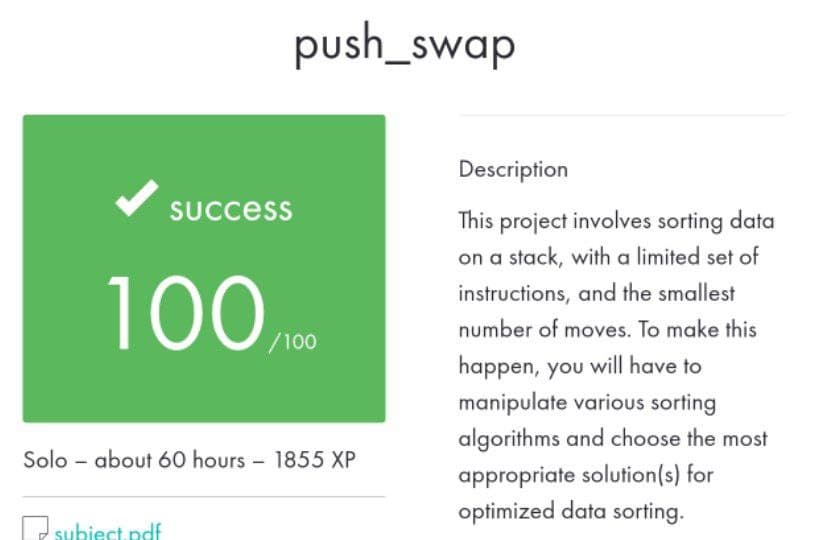 push_swap
success
100/100
Solo – about 60 hours – 1855 XP
subject.pdf
Description
This project involves sorting data
on a stack, with a limited set of
instructions, and the smallest
number of moves. To make this
happen, you will have to
manipulate various sorting
algorithms and choose the most
appropriate solution(s) for
optimized data sorting.